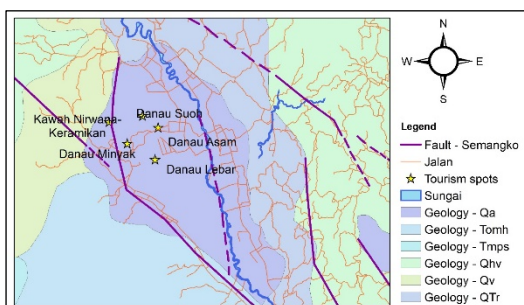 Kawah Nirwana-
Keramikan
Danau Suoh
Danau Asam
Danau Minyak
Danau Lebar
N
W
E
S
Legend
Fault - Semangko
Jalan
Tourism spots
Sungai
Geology - Qa
Geology - Tomh
Geology - Tmps
Geology - Qhv
Geology - Qv
Geology - QTr